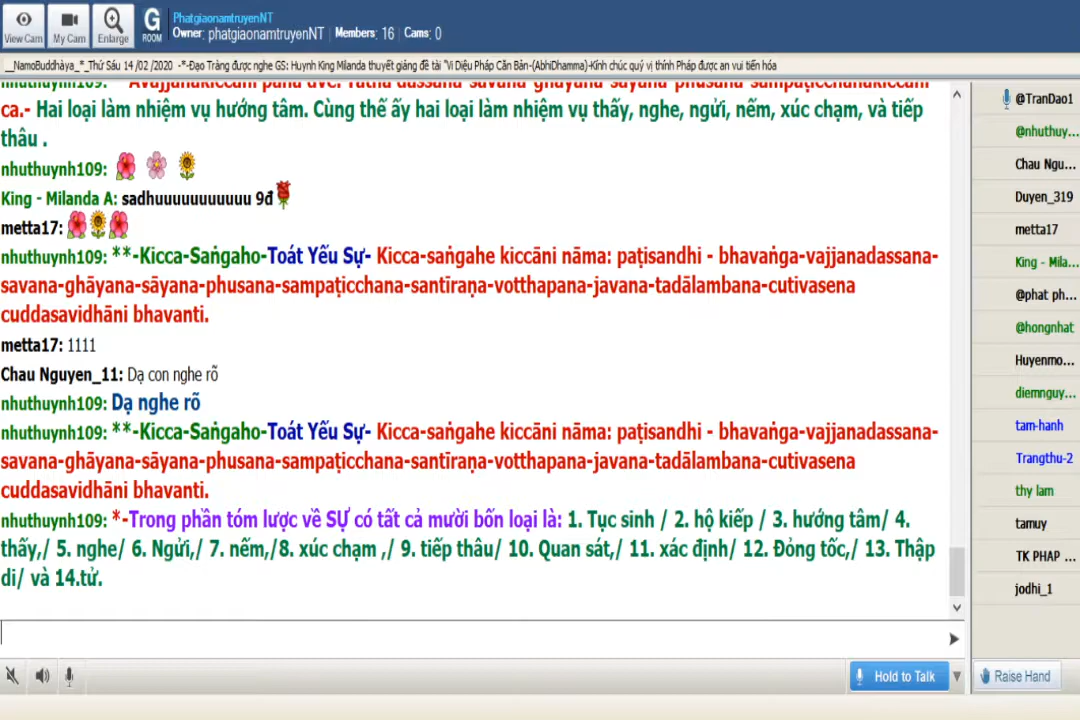 PhatgiaonamtruyenNT
Owner: phatgiaonamtruyenNT Members: 16 Cams: 0
View Cam My Cam Enlarge G ROOM
__NamoBuddhàya_*_Thứ Sáu 14 /02 /2020 -*-Đạo Tràng được nghe GS: Huynh King Milanda thuyết giảng đề tài "Vi Diệu Pháp Căn Bản-(AbhiDhamma)-Kính chúc quý vị thính Pháp được an vui tiến hóa
ca.- Hai loại làm nhiệm vụ hướng tâm. Cùng thế ấy hai loại làm nhiệm vụ thấy, nghe, ngửi, nếm, xúc chạm, và tiếp
thâu .
nhuthuynh109:
King - Milanda A: sadhuuuuuuuuuuu 9đ
metta17:
nhuthuynh109: **-Kicca-Saṅgaho-Toát Yếu Sự- Kicca-saṅgahe kiccāni nāma: paṭisandhi - bhavaṅga-vajjanadassana-
savana-ghāyana-sāyana-phusana-sampaṭicchana-santīraṇa-votthapana-javana-tadālambana-cutivasena
cuddasavidhāni bhavanti.
metta17: 1111
Chau Nguyen_11: Dạ con nghe rõ
nhuthuynh109: Dạ nghe rõ
nhuthuynh109: **-Kicca-Saṅgaho-Toát Yếu Sự- Kicca-saṅgahe kiccāni nāma: paṭisandhi - bhavaṅga-vajjanadassana-
savana-ghāyana-sāyana-phusana-sampaṭicchana-santīraṇa-votthapana-javana-tadālambana-cutivasena
cuddasavidhāni bhavanti.
nhuthuynh109: *-Trong phần tóm lược về SỰ có tất cả mười bốn loại là: 1. Tục sinh / 2. hộ kiếp / 3. hướng tâm/ 4.
thấy,/ 5. nghe/ 6. Ngửi,/ 7. nếm,/8. xúc chạm ,/ 9. tiếp thâu/ 10. Quan sát,/ 11. xác định/ 12. Đỏng tốc,/ 13. Thập
di/ và 14.tử.
@TranDao1
@nhuthuy...
Chau Ngu...
Duyen_319
metta17
King - Mila...
@phat ph...
@hongnhat
Huyenmo...
diemnguy...
tam-hanh
Trangthu-2
thy lam
tamuy
TK PHAP ...
jodhi_1
Hold to Talk
Raise Hand